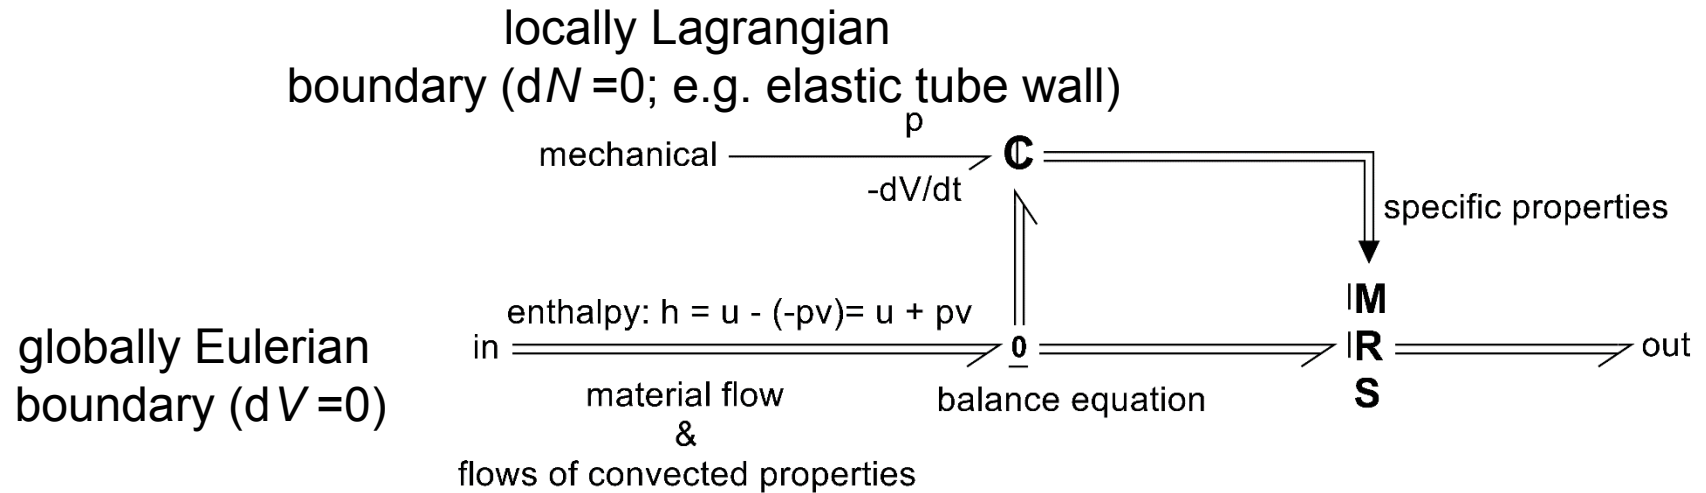 locally Lagrangian
boundary (dN =0; e.g. elastic tube wall)
p
mechanical
C
-dV/dt
specific properties
enthalpy: h = u - (-pv)= u + pv
M
globally Eulerian
boundary (dV =0)
in
0
R
out
material flow
balance equation
S
&
flows of convected properties